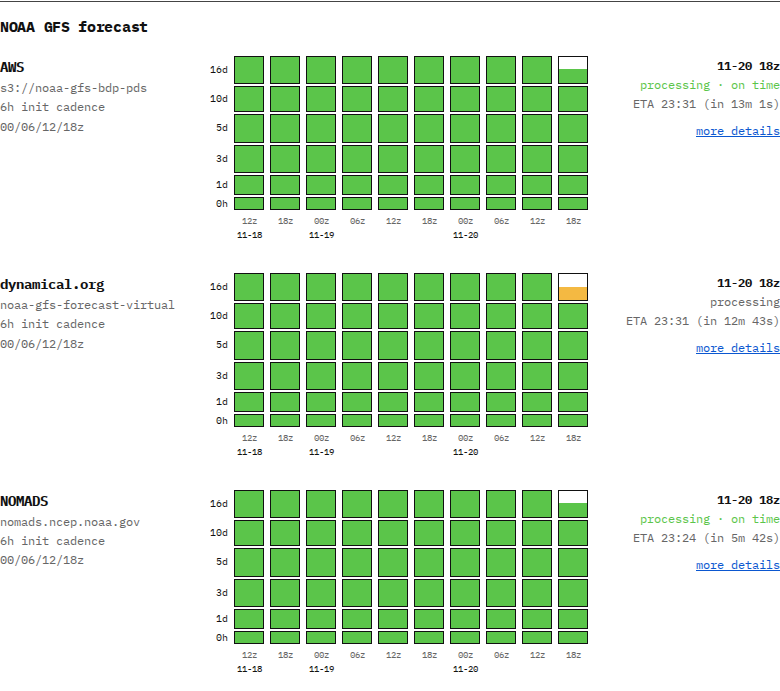 NOAA GFS forecast
AWS
s3://noaa-gfs-bdp-pds
6h init cadence
00/06/12/18z
16d
10d
5d
3d
1d
0h
12z 18z 00z 06z 12z 18z 00z 06z 12z 18z
11-18 11-19 11-20
11-20 18z
processing · on time
ETA 23:31 (in 13m 1s)
more details
dynamical.org
noaa-gfs-forecast-virtual
6h init cadence
00/06/12/18z
16d
10d
5d
3d
1d
0h
12z 18z 00z 06z 12z 18z 00z 06z 12z 18z
11-18 11-19 11-20
11-20 18z
processing
ETA 23:31 (in 12m 43s)
more details
NOMADS
nomads.ncep.noaa.gov
6h init cadence
00/06/12/18z
16d
10d
5d
3d
1d
0h
12z 18z 00z 06z 12z 18z 00z 06z 12z 18z
11-18 11-19 11-20
11-20 18z
processing · on time
ETA 23:24 (in 5m 42s)
more details